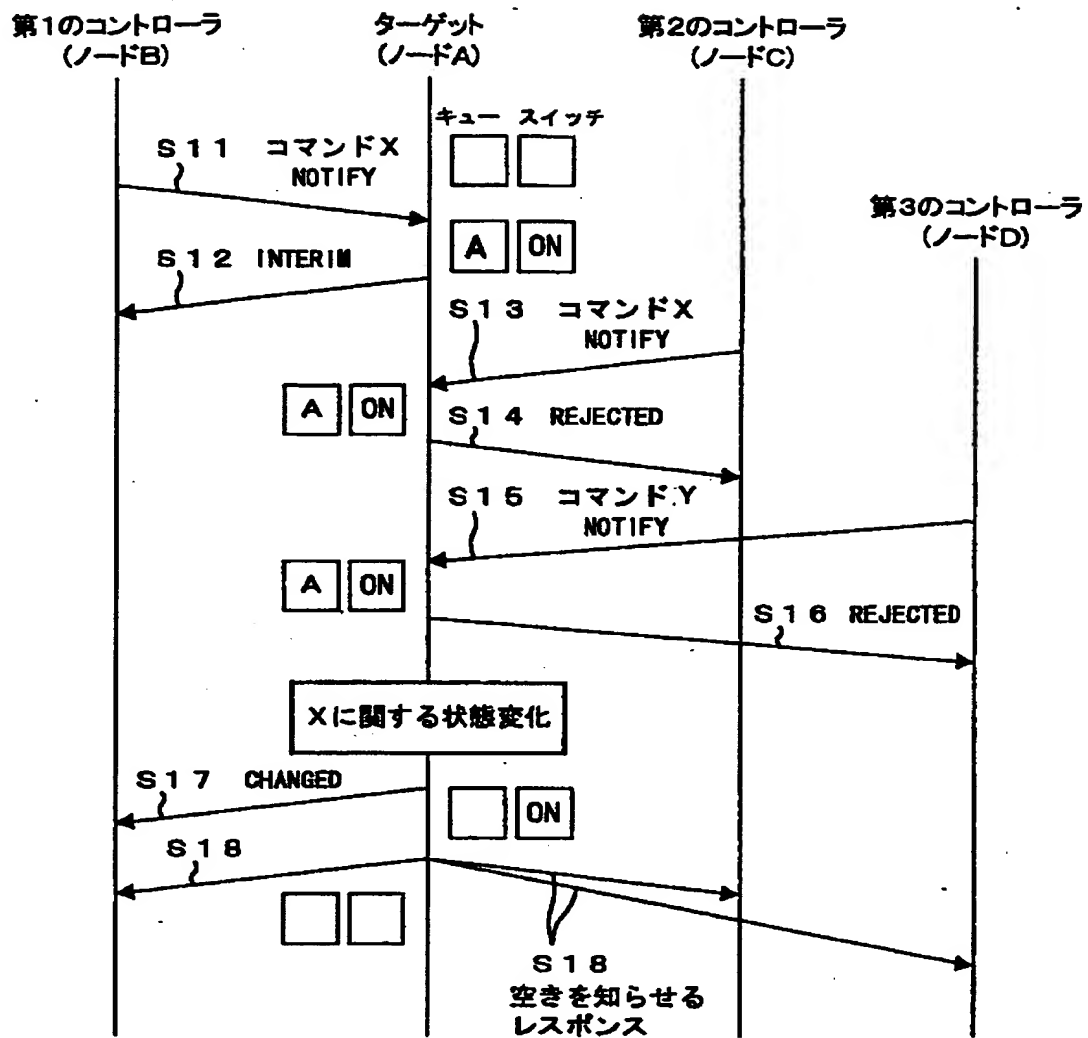 第1のコントローラ
(ノードB)
ターゲット
(ノードA)
第2のコントローラ
(ノードC)
キュー スイッチ
S11 コマンドX
NOTIFY
第3のコントローラ
(ノードD)
A ON
S12 INTERIM
S13 コマンドX
NOTIFY
A ON
S14 REJECTED
S15 コマンドY
NOTIFY
A ON
S16 REJECTED
Xに関する状態変化
S17 CHANGED
ON
S18
S18
空きを知らせる
レスポンス